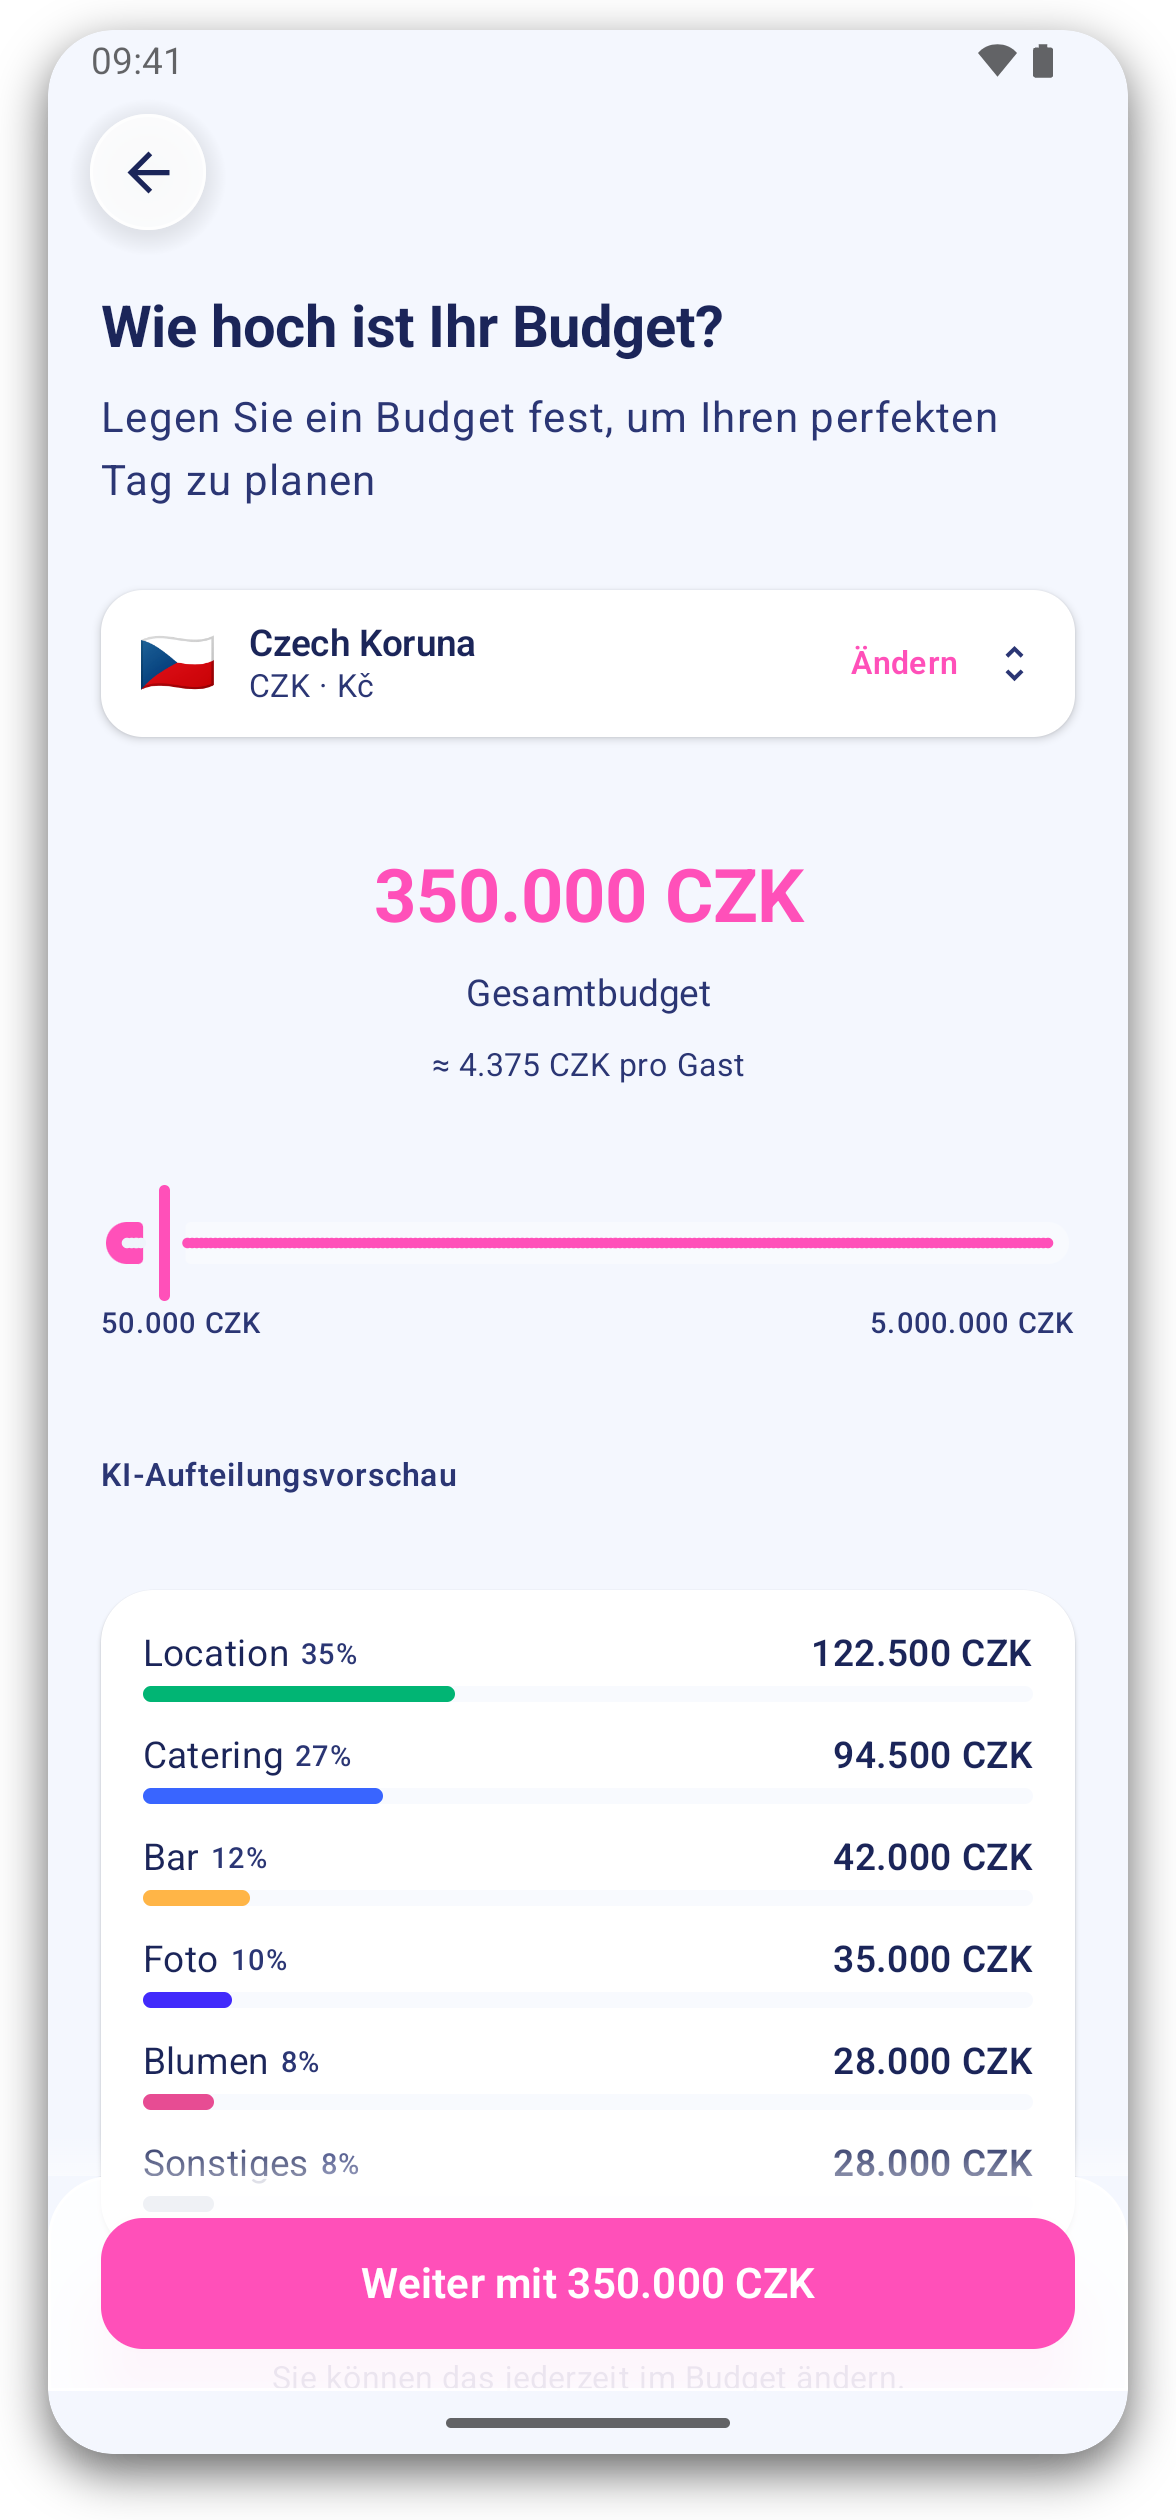 09:41
Wie hoch ist Ihr Budget?
Legen Sie ein Budget fest, um Ihren perfekten
Tag zu planen
Czech Koruna
CZK · Kč
Ändern
350.000 CZK
Gesamtbudget
≈ 4.375 CZK pro Gast
50.000 CZK
5.000.000 CZK
KI-Aufteilungsvorschau
Location 35% 122.500 CZK
Catering 27% 94.500 CZK
Bar 12% 42.000 CZK
Foto 10% 35.000 CZK
Blumen 8% 28.000 CZK
Sonstiges 8% 28.000 CZK
Weiter mit 350.000 CZK
Sie können das jederzeit im Budget ändern.